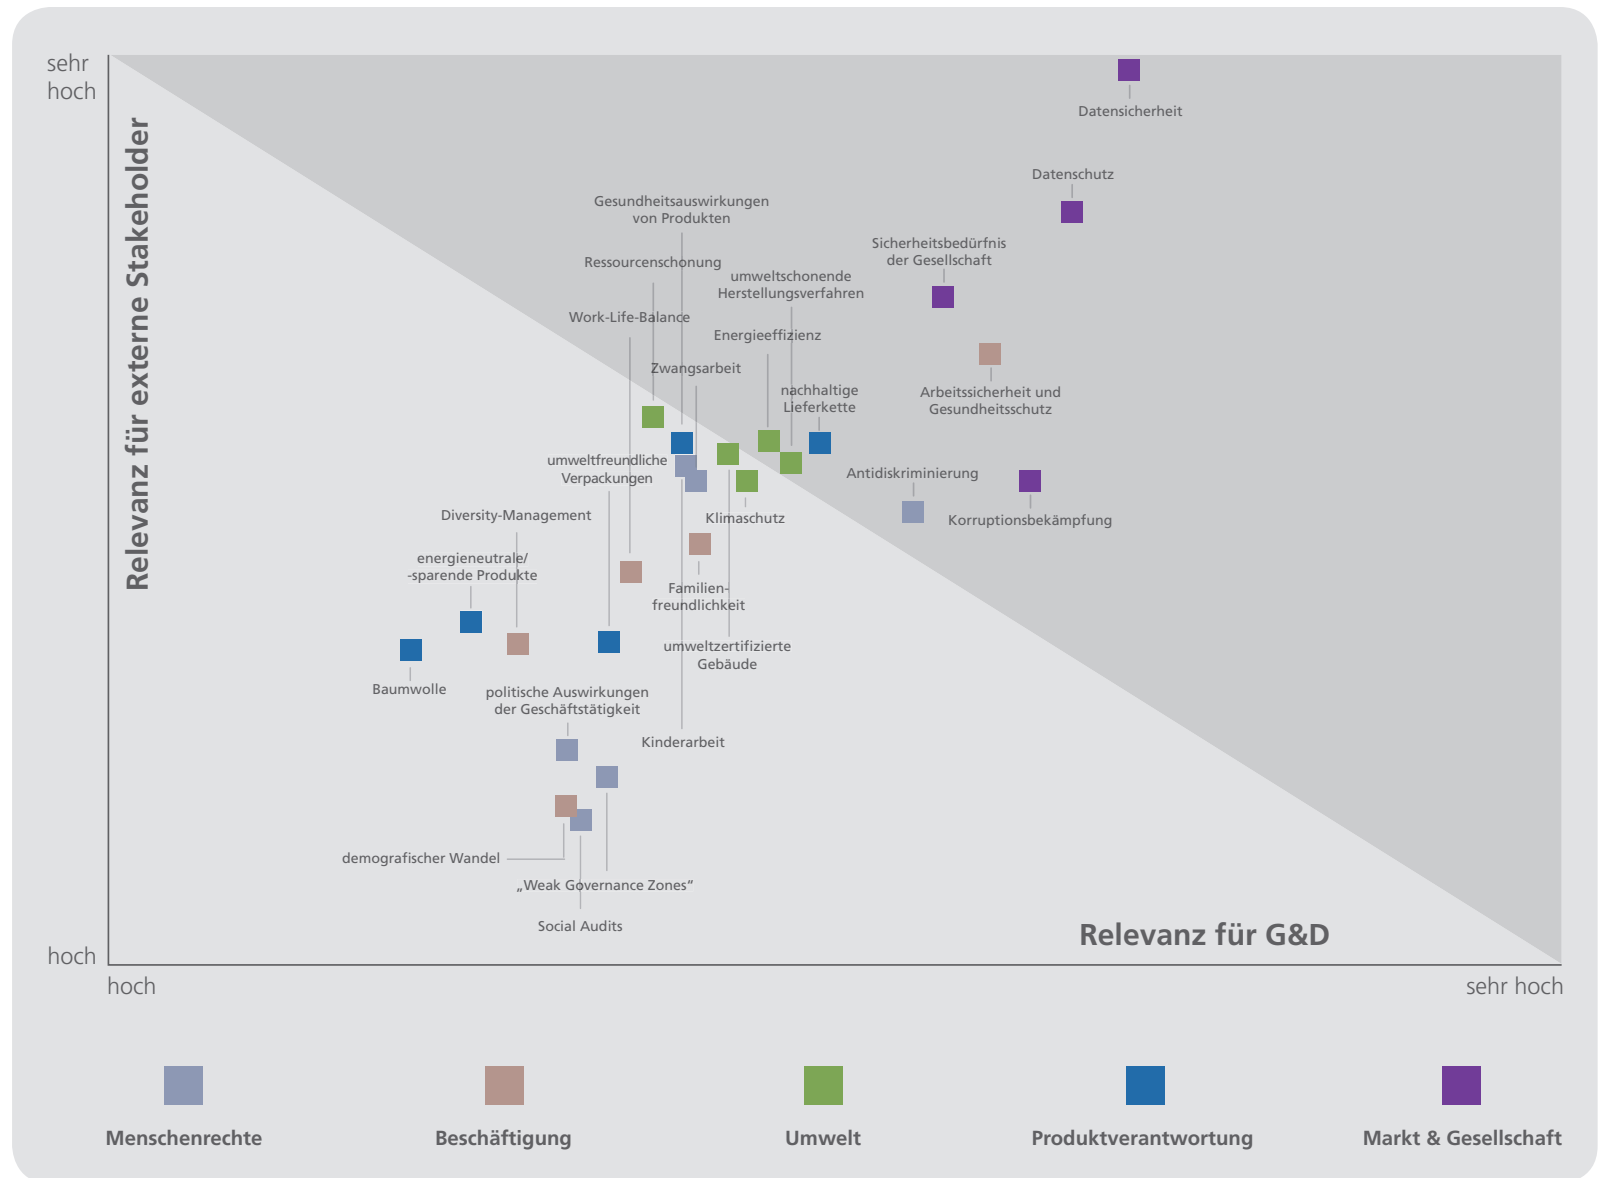 sehr
hoch
Relevanz für externe Stakeholder
Datensicherheit
Datenschutz
Gesundheitsauswirkungen
von Produkten
Sicherheitsbedürfnis
der Gesellschaft
Ressourcenschonung
umweltschonende
Herstellungsverfahren
Work-Life-Balance
Energieeffizienz
Zwangsarbeit
nachhaltige
Lieferkette
Arbeitssicherheit und
Gesundheitsschutz
umweltfreundliche
Verpackungen
Antidiskriminierung
Diversity-Management
Klimaschutz
Korruptionsbekämpfung
energieneutrale/
-sparende Produkte
Familien-
freundlichkeit
umweltzertifizierte
Gebäude
Baumwolle
politische Auswirkungen
der Geschäftstätigkeit
Kinderarbeit
demografischer Wandel
„Weak Governance Zones“
Social Audits
Relevanz für G&D
hoch
hoch
sehr hoch
Menschenrechte
Beschäftigung
Umwelt
Produktverantwortung
Markt & Gesellschaft